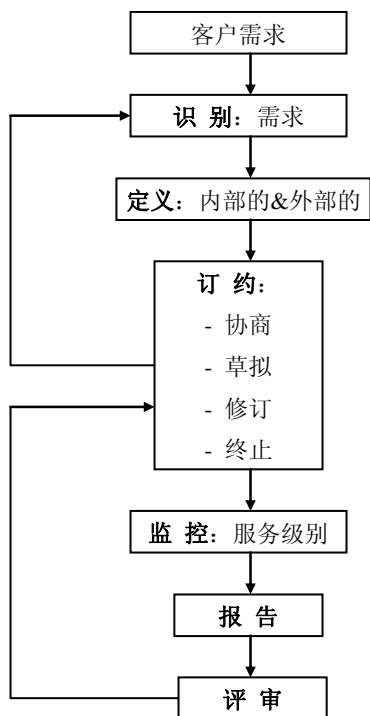 客户需求
识 别：需求
定义：内部的&外部的
订 约：
- 协商
- 草拟
- 修订
- 终止
监 控：服务级别
报 告
评 审